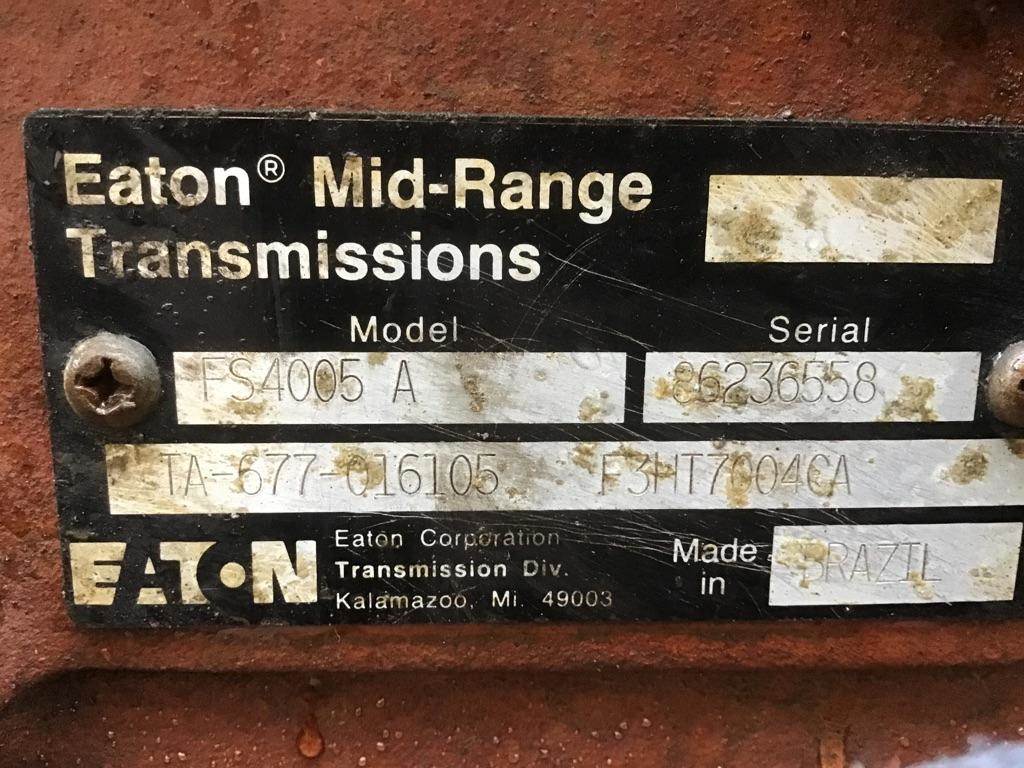 Eaton® Mid-Range
Transmissions
Model
Serial
FS4005 A
86236558
TA-677-016105 F3HT7004CA
EATON
Eaton Corporation
Transmission Div.
Kalamazoo, Mi. 49003
Made
in
BRAZIL